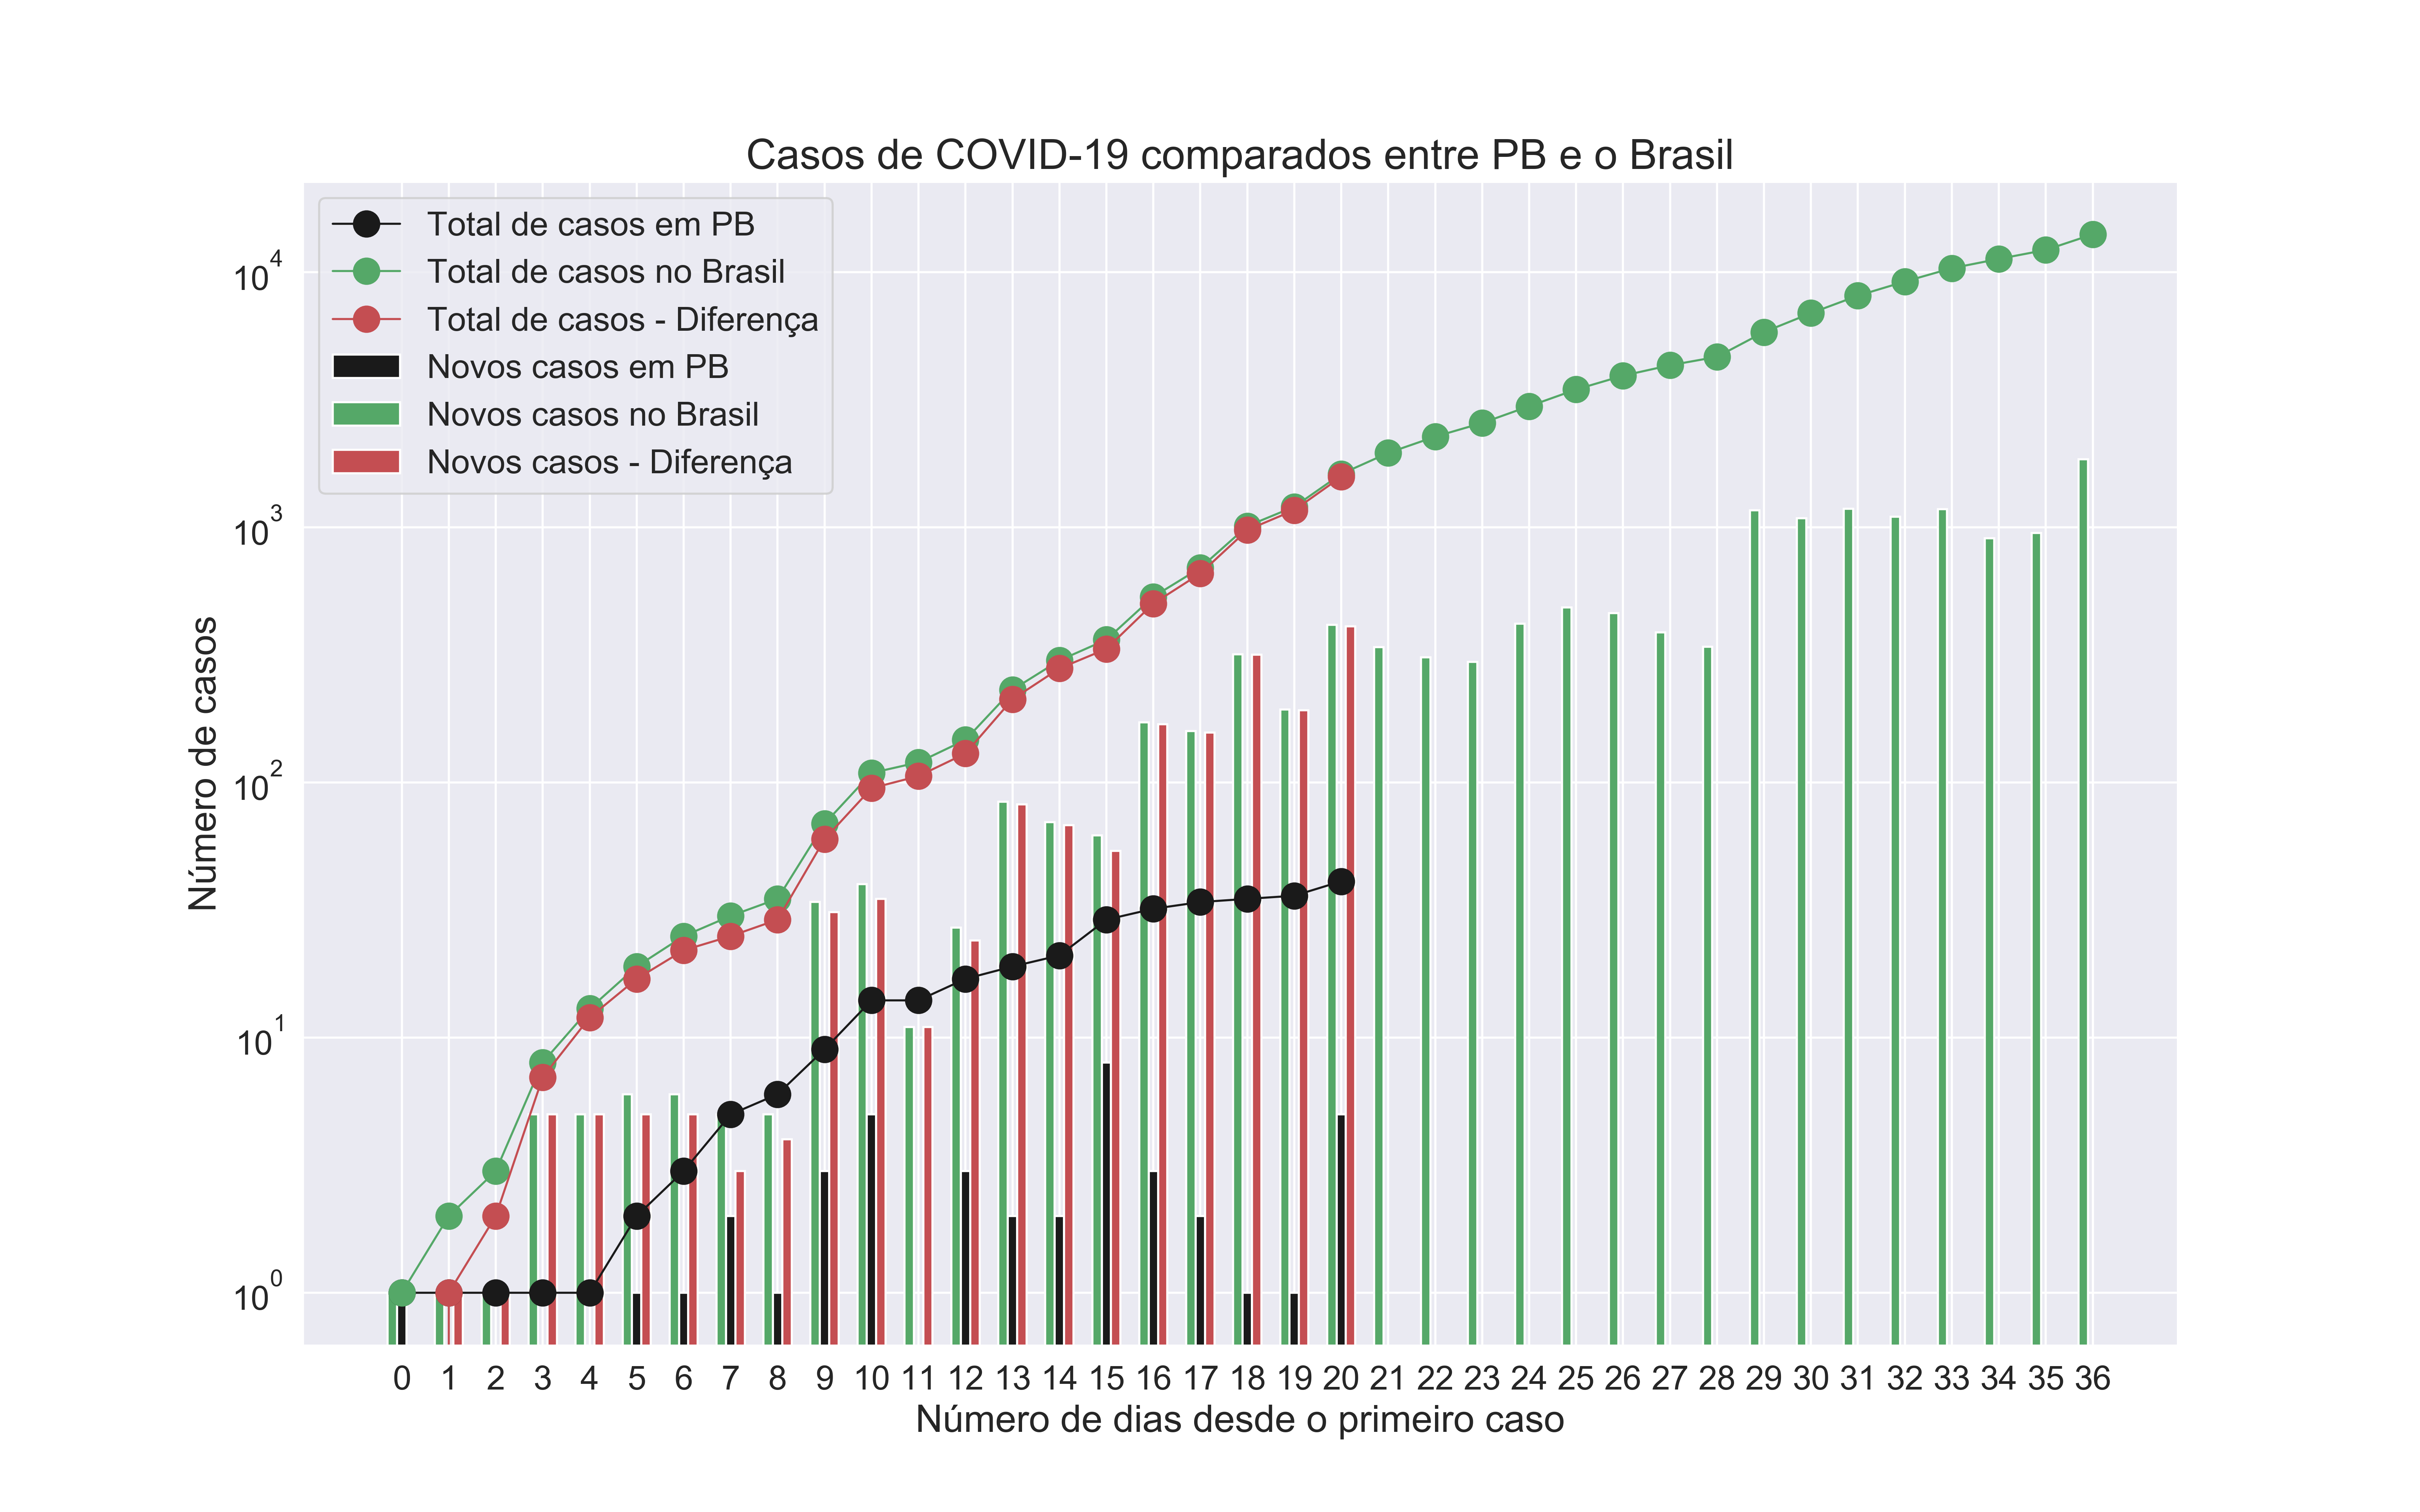 Casos de COVID-19 comparados entre PB e o Brasil
Total de casos em PB
Total de casos no Brasil
Total de casos - Diferença
Novos casos em PB
Novos casos no Brasil
Novos casos - Diferença
Número de casos
10^4
10^3
10^2
10^1
10^0
0 1 2 3 4 5 6 7 8 9 10 11 12 13 14 15 16 17 18 19 20 21 22 23 24 25 26 27 28 29 30 31 32 33 34 35 36
Número de dias desde o primeiro caso